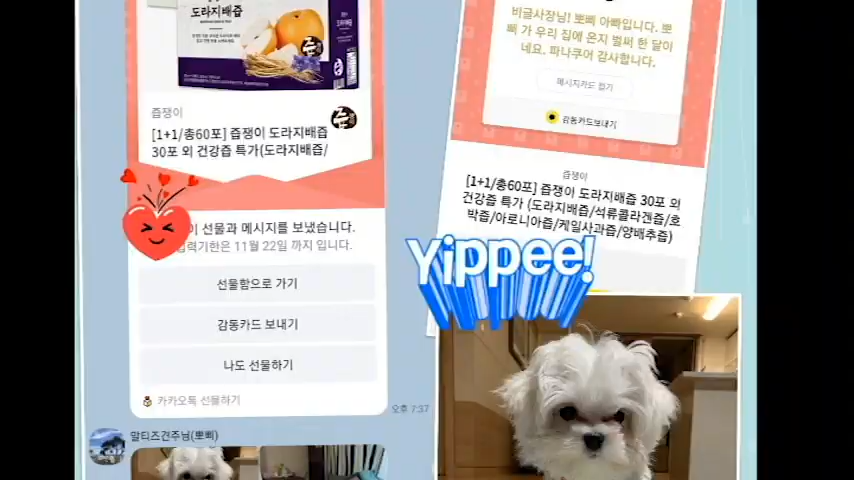 도라지배즙
즙쟁이
[1+1/총60포] 즙쟁이 도라지배즙
30포 외 건강즙 특가(도라지배즙/
이 선물과 메시지를 보냈습니다.
입력기한은 11월 22일 까지 입니다.
선물함으로 가기
감동카드 보내기
나도 선물하기
카카오톡 선물하기
오후 7:37
말티즈견주님(뽀삐)
비글사장님! 뽀삐 아빠입니다. 뽀
삐 가 우리 집에 온지 벌써 한 달이
네요. 파나쿠어 감사합니다.
메시지카드 접기
감동카드보내기
즙쟁이
[1+1/총60포] 즙쟁이 도라지배즙 30포 외
건강즙 특가 (도라지배즙/석류콜라겐즙/호
박즙/아로니아즙/케일사과즙/양배추즙)
Yippee!